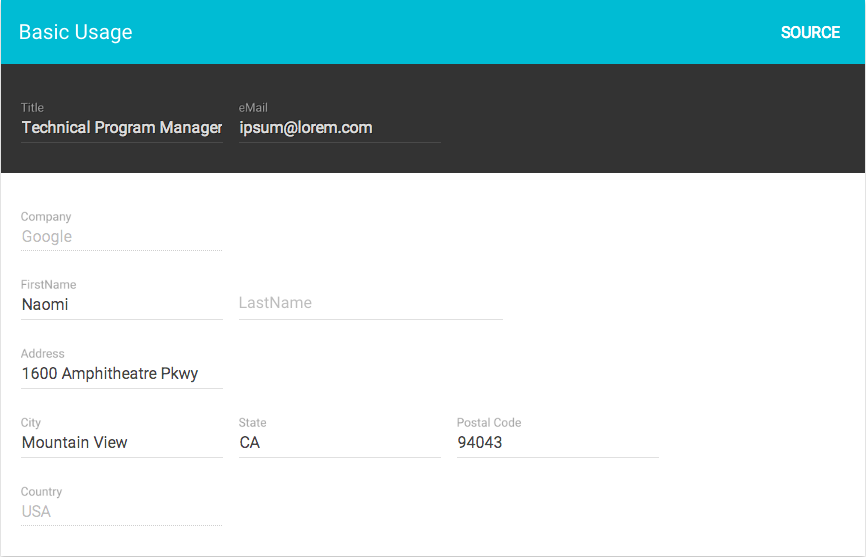 Basic Usage SOURCE
Title eMail
Technical Program Manager ipsum@lorem.com
Company
Google
FirstName
Naomi LastName
Address
1600 Amphitheatre Pkwy
City State Postal Code
Mountain View CA 94043
Country
USA